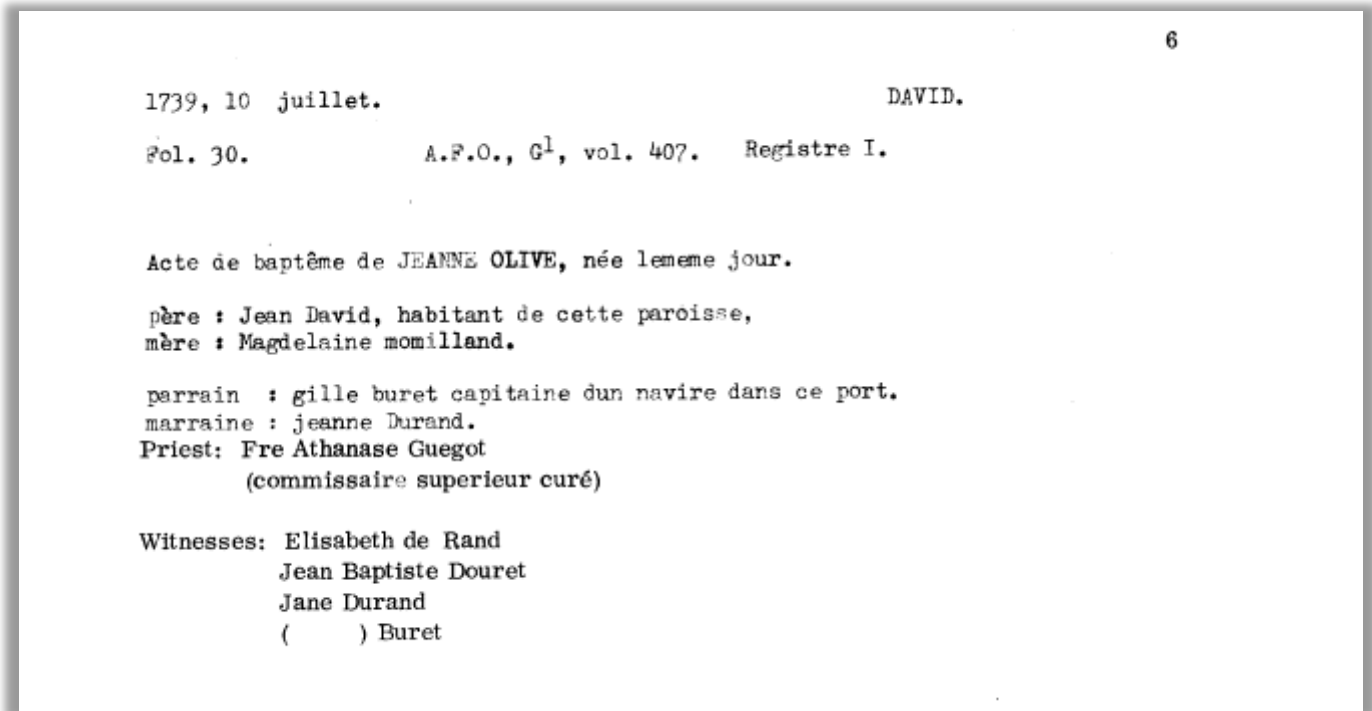 6
1739, 10 juillet. DAVID.
Fol. 30. A.F.O., G1, vol. 407. Registre I.
Acte de baptême de JEANNE OLIVE, née lememe jour.
père : Jean David, habitant de cette paroisse,
mère : Magdelaine momilland.
parrain : gille buret capitaine dun navire dans ce port.
marraine : jeanne Durand.
Priest: Fre Athanase Guegot
(commissaire superieur curé)
Witnesses: Elisabeth de Rand
Jean Baptiste Douret
Jane Durand
( ) Buret